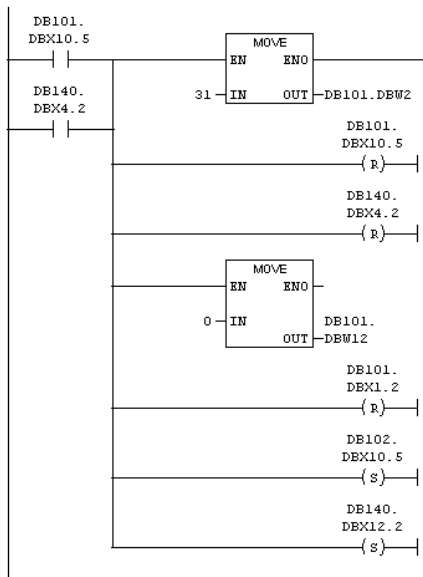 DB101.
DBX10.5
MOVE
EN ENO
31 IN OUT DB101.DBW2
DB140.
DBX4.2
DB101.
DBX10.5
(R)
DB140.
DBX4.2
(R)
MOVE
EN ENO
0 IN
DB101.
OUT DBW12
DB101.
DBX1.2
(R)
DB102.
DBX10.5
(S)
DB140.
DBX12.2
(S)